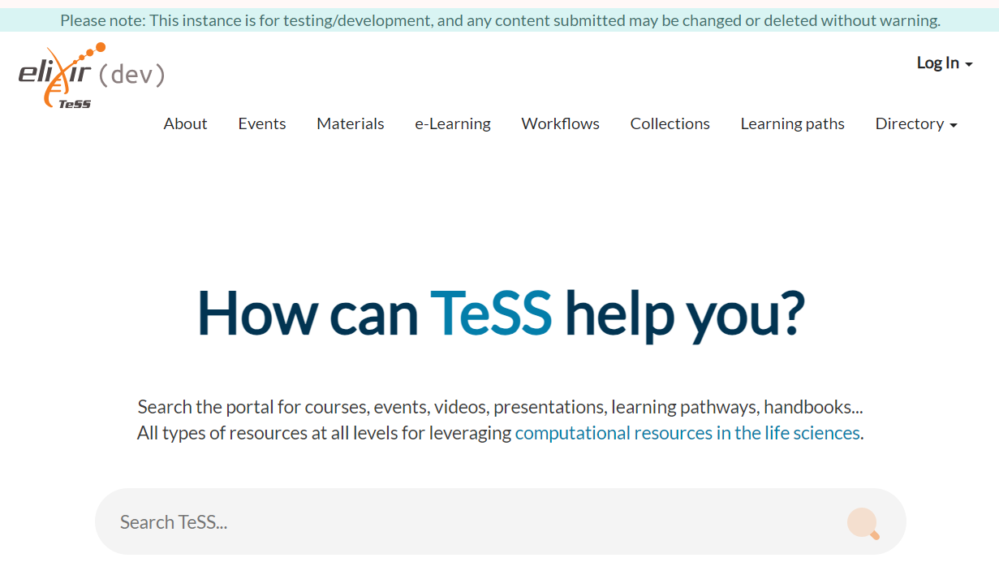 Please note: This instance is for testing/development, and any content submitted may be changed or deleted without warning.
elixir (dev)
TeSS
Log In
About Events Materials e-Learning Workflows Collections Learning paths Directory
How can TeSS help you?
Search the portal for courses, events, videos, presentations, learning pathways, handbooks...
All types of resources at all levels for leveraging computational resources in the life sciences.
Search TeSS...